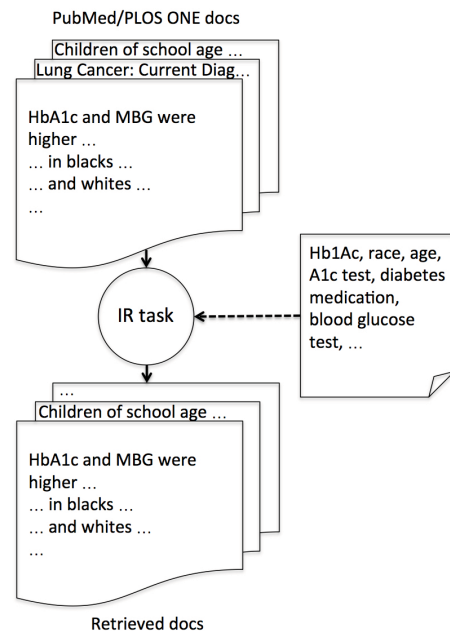 PubMed/PLOS ONE docs
Children of school age …
Lung Cancer: Current Diag…
HbA1c and MBG were
higher …
… in blacks …
… and whites …
…
Hb1Ac, race, age,
A1c test, diabetes
medication,
blood glucose
test, …
IR task
…
Children of school age …
HbA1c and MBG were
higher …
… in blacks …
… and whites …
…
Retrieved docs